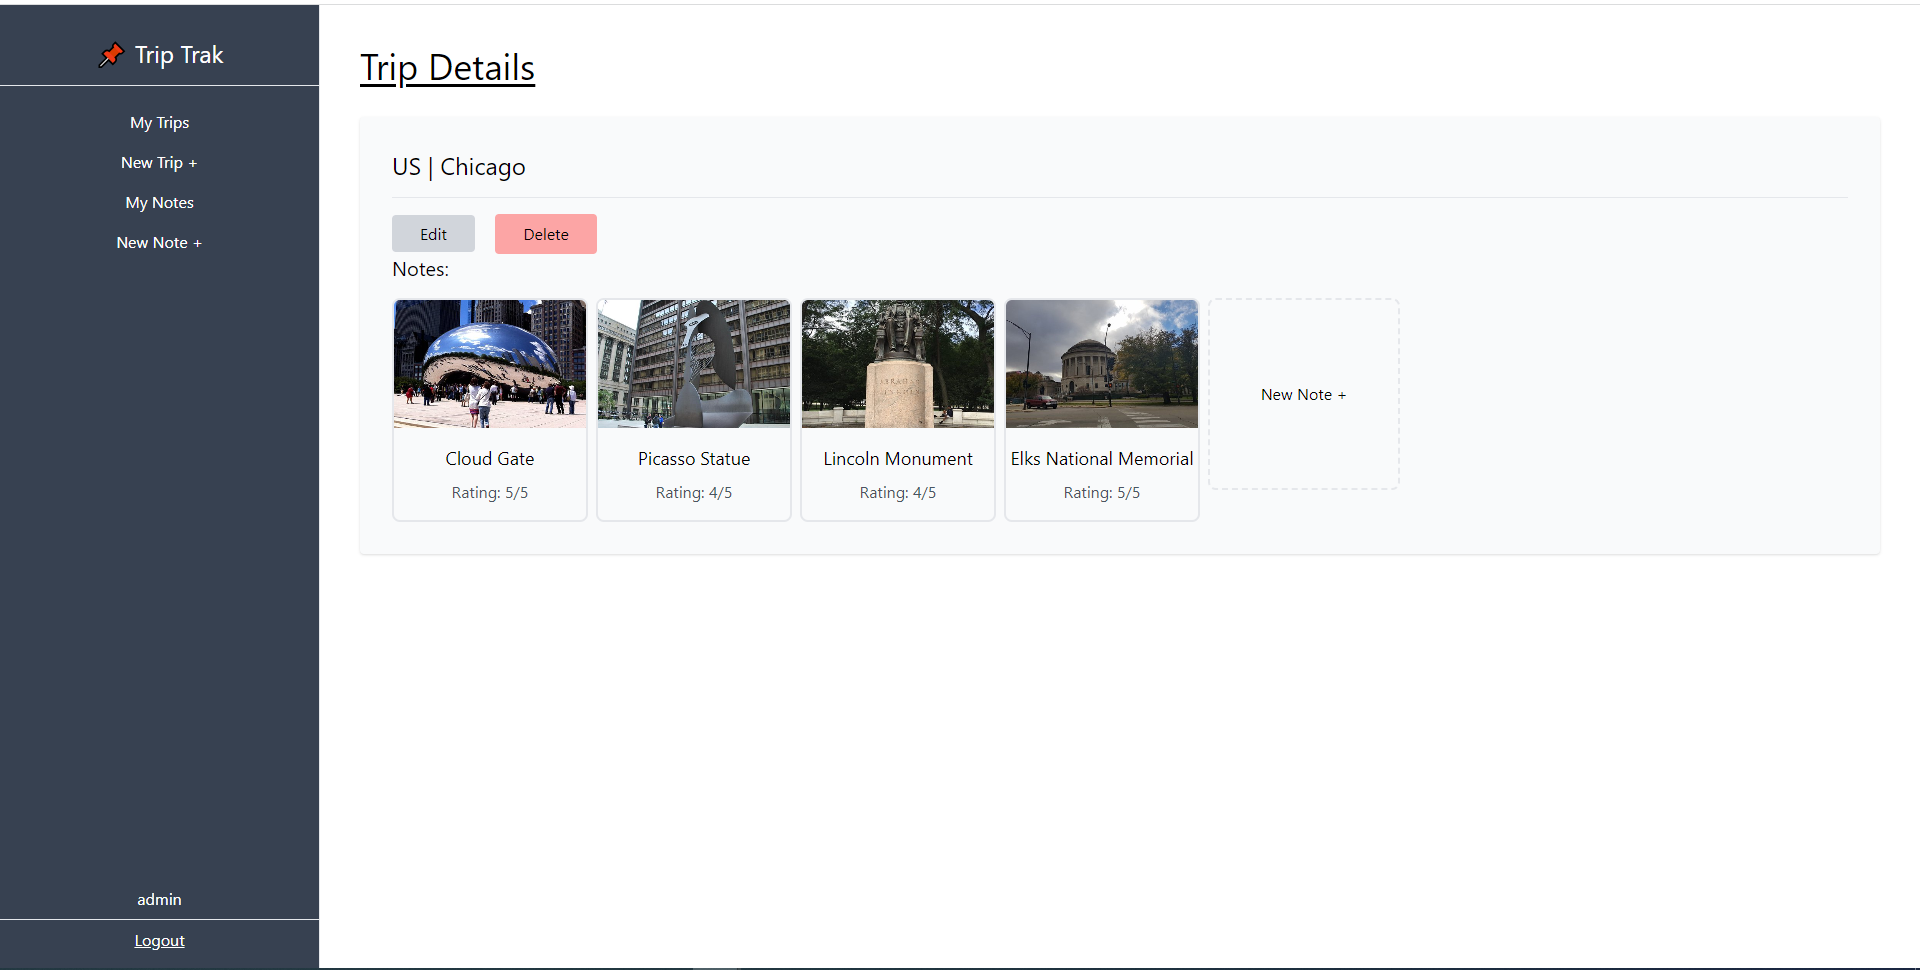 Trip Trak
My Trips
New Trip +
My Notes
New Note +
admin
Logout
Trip Details
US | Chicago
Edit
Delete
Notes:
Cloud Gate
Rating: 5/5
Picasso Statue
Rating: 4/5
Lincoln Monument
Rating: 4/5
Elks National Memorial
Rating: 5/5
New Note +